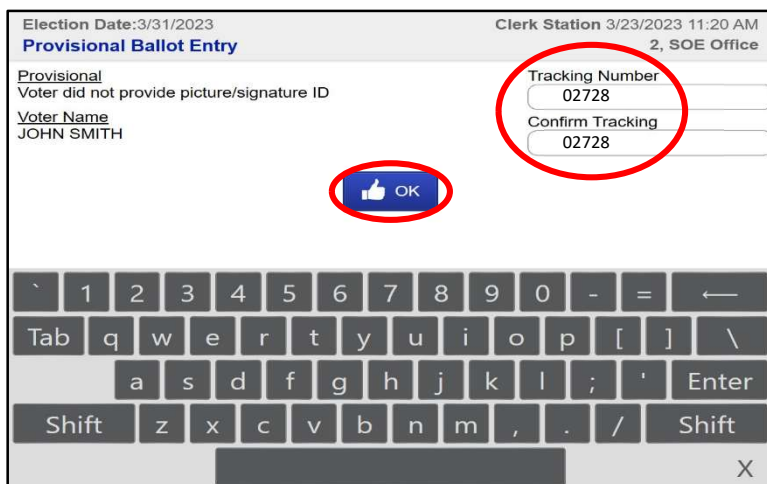 Election Date:3/31/2023
Clerk Station 3/23/2023 11:20 AM
Provisional Ballot Entry
2, SOE Office
Provisional
Voter did not provide picture/signature ID
Voter Name
JOHN SMITH
Tracking Number
02728
Confirm Tracking
02728
OK
` 1 2 3 4 5 6 7 8 9 0 - = ←
Tab q w e r t y u i o p [ ] \
a s d f g h j k l ; ' Enter
Shift z x c v b n m , . / Shift
X